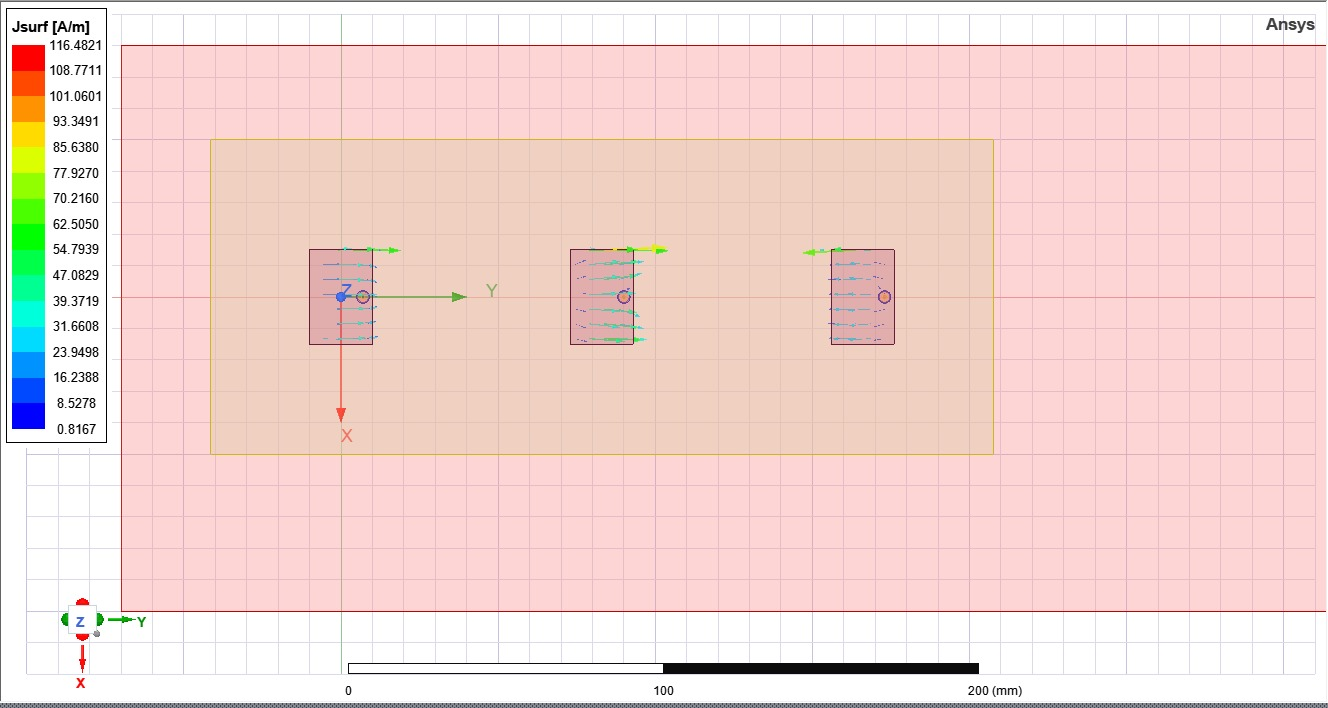 Jsurf [A/m]
116.4821
108.7711
101.0601
93.3491
85.6380
77.9270
70.2160
62.5050
54.7939
47.0829
39.3719
31.6608
23.9498
16.2388
8.5278
0.8167
Ansys
Z
Y
X
Z
Y
X
0
100
200 (mm)